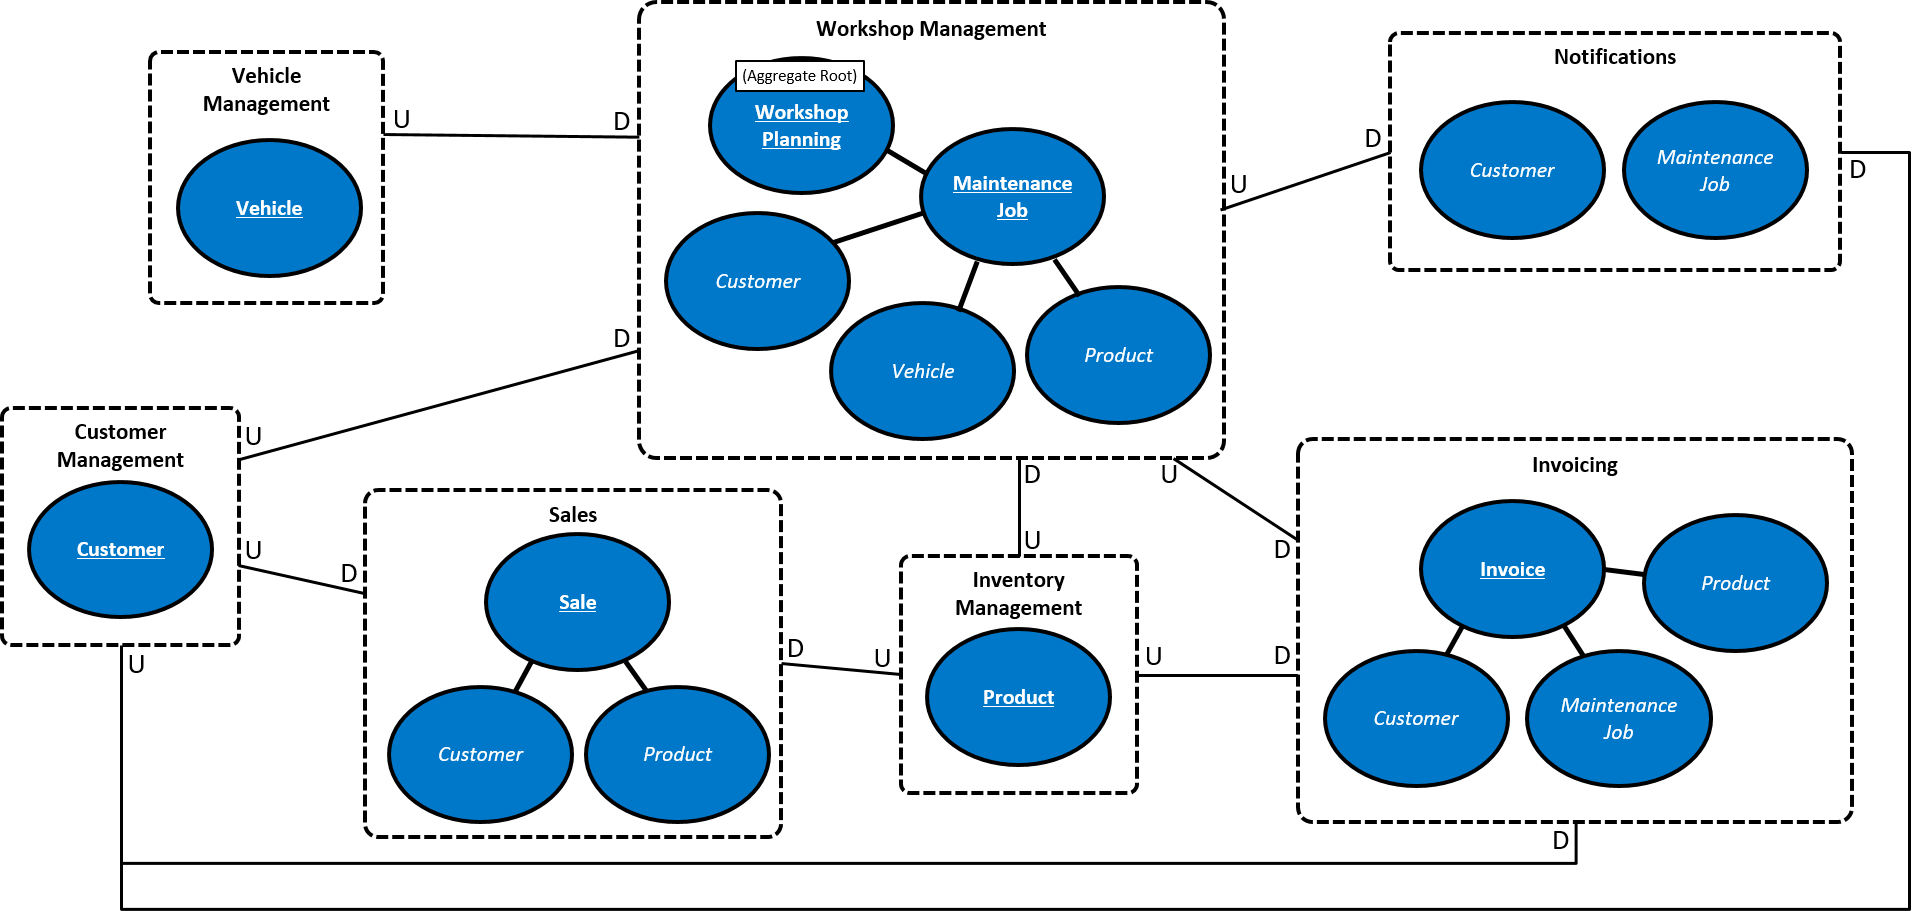 Workshop Management
(Aggregate Root)
Workshop
Planning
Maintenance
Job
Customer
Vehicle
Product
Vehicle
Management
Vehicle
U
D
Notifications
Customer
Maintenance
Job
D
U
D
D
U
Customer
Management
Customer
U
D
U
Sales
Sale
Customer
Product
D
U
D
U
Inventory
Management
Product
U
D
U
D
Invoicing
Invoice
Product
Customer
Maintenance
Job
D